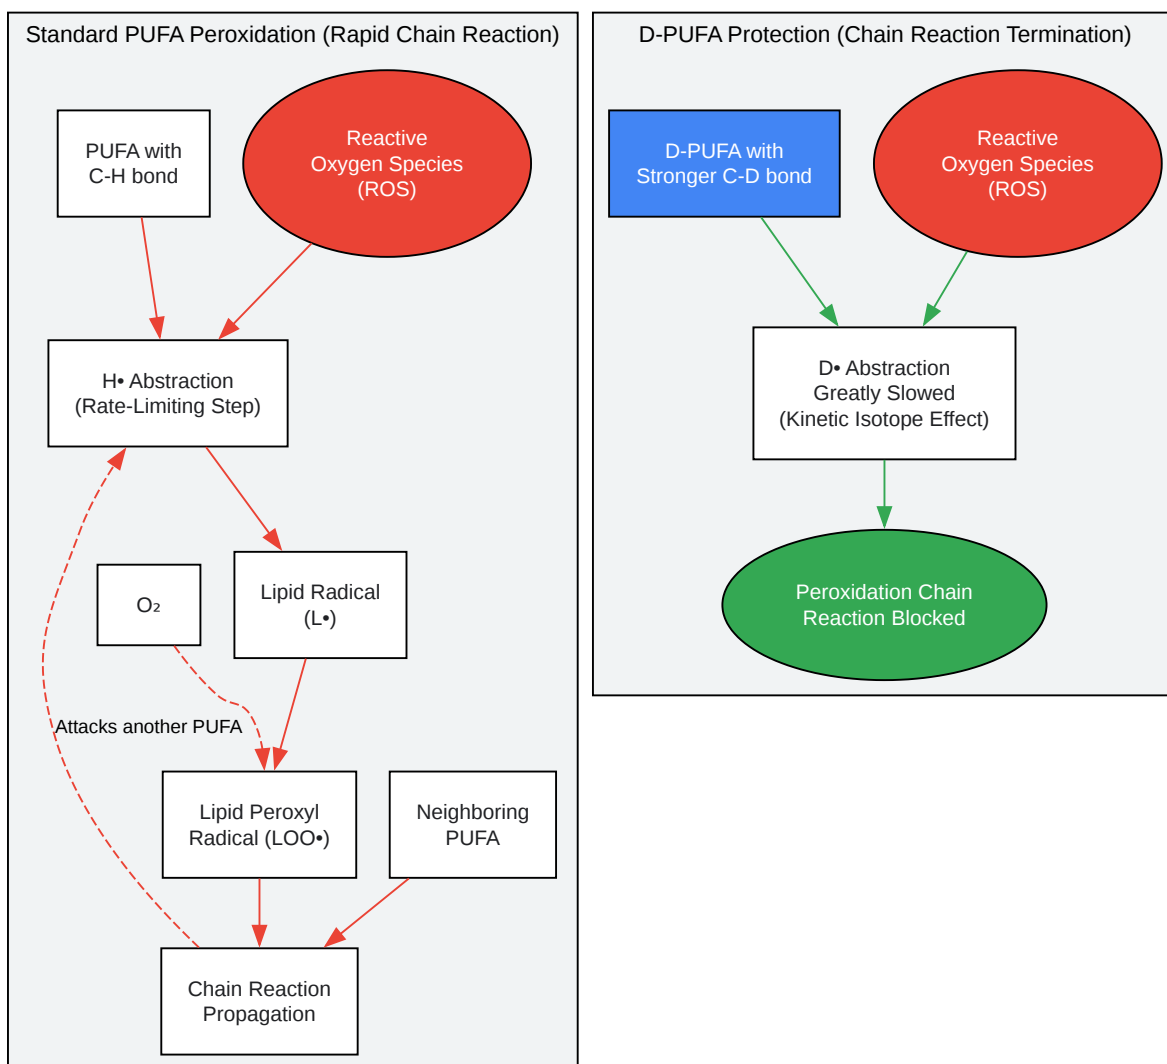 Standard PUFA Peroxidation (Rapid Chain Reaction)
PUFA with
C-H bond
Reactive
Oxygen Species
(ROS)
H• Abstraction
(Rate-Limiting Step)
O₂
Lipid Radical
(L•)
Attacks another PUFA
Lipid Peroxyl
Radical (LOO•)
Neighboring
PUFA
Chain Reaction
Propagation
D-PUFA Protection (Chain Reaction Termination)
D-PUFA with
Stronger C-D bond
Reactive
Oxygen Species
(ROS)
D• Abstraction
Greatly Slowed
(Kinetic Isotope Effect)
Peroxidation Chain
Reaction Blocked